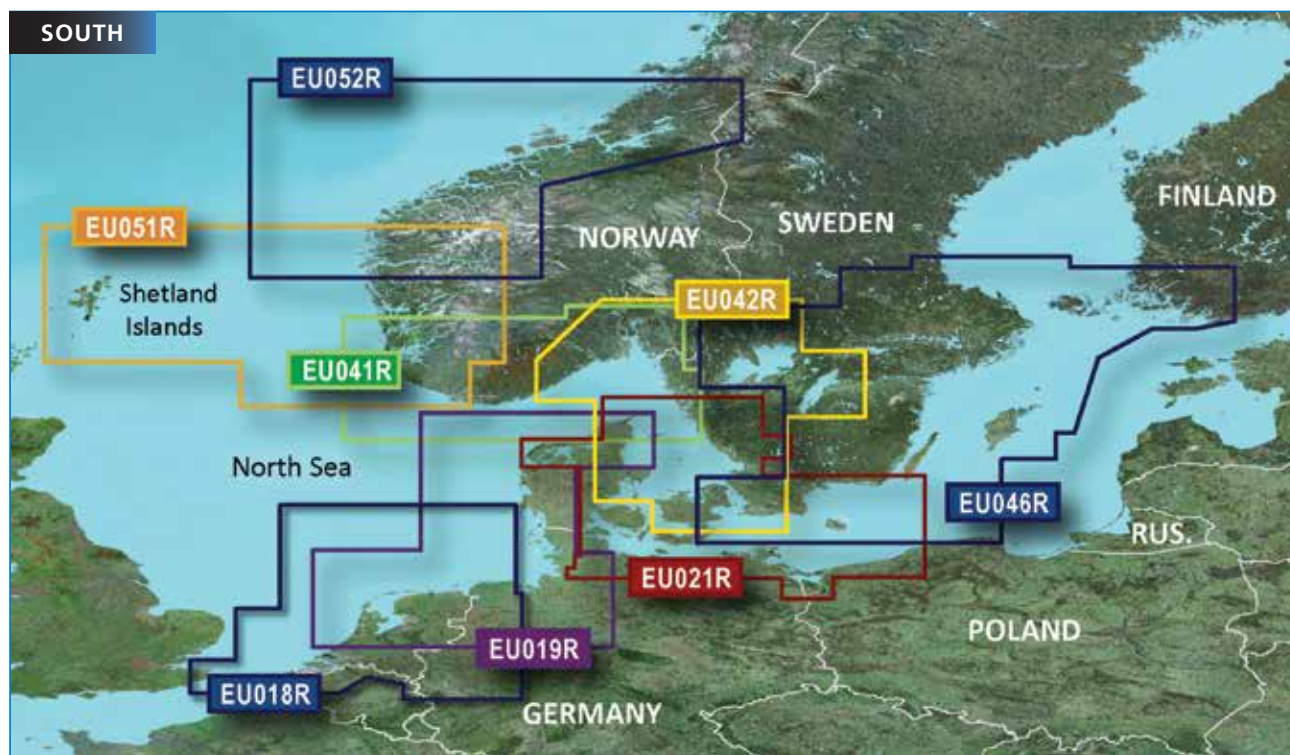 SOUTH
EU052R
FINLAND
EU051R
NORWAY
SWEDEN
Shetland
Islands
EU042R
EU041R
North Sea
EU046R
RUS.
EU021R
POLAND
EU019R
EU018R
GERMANY